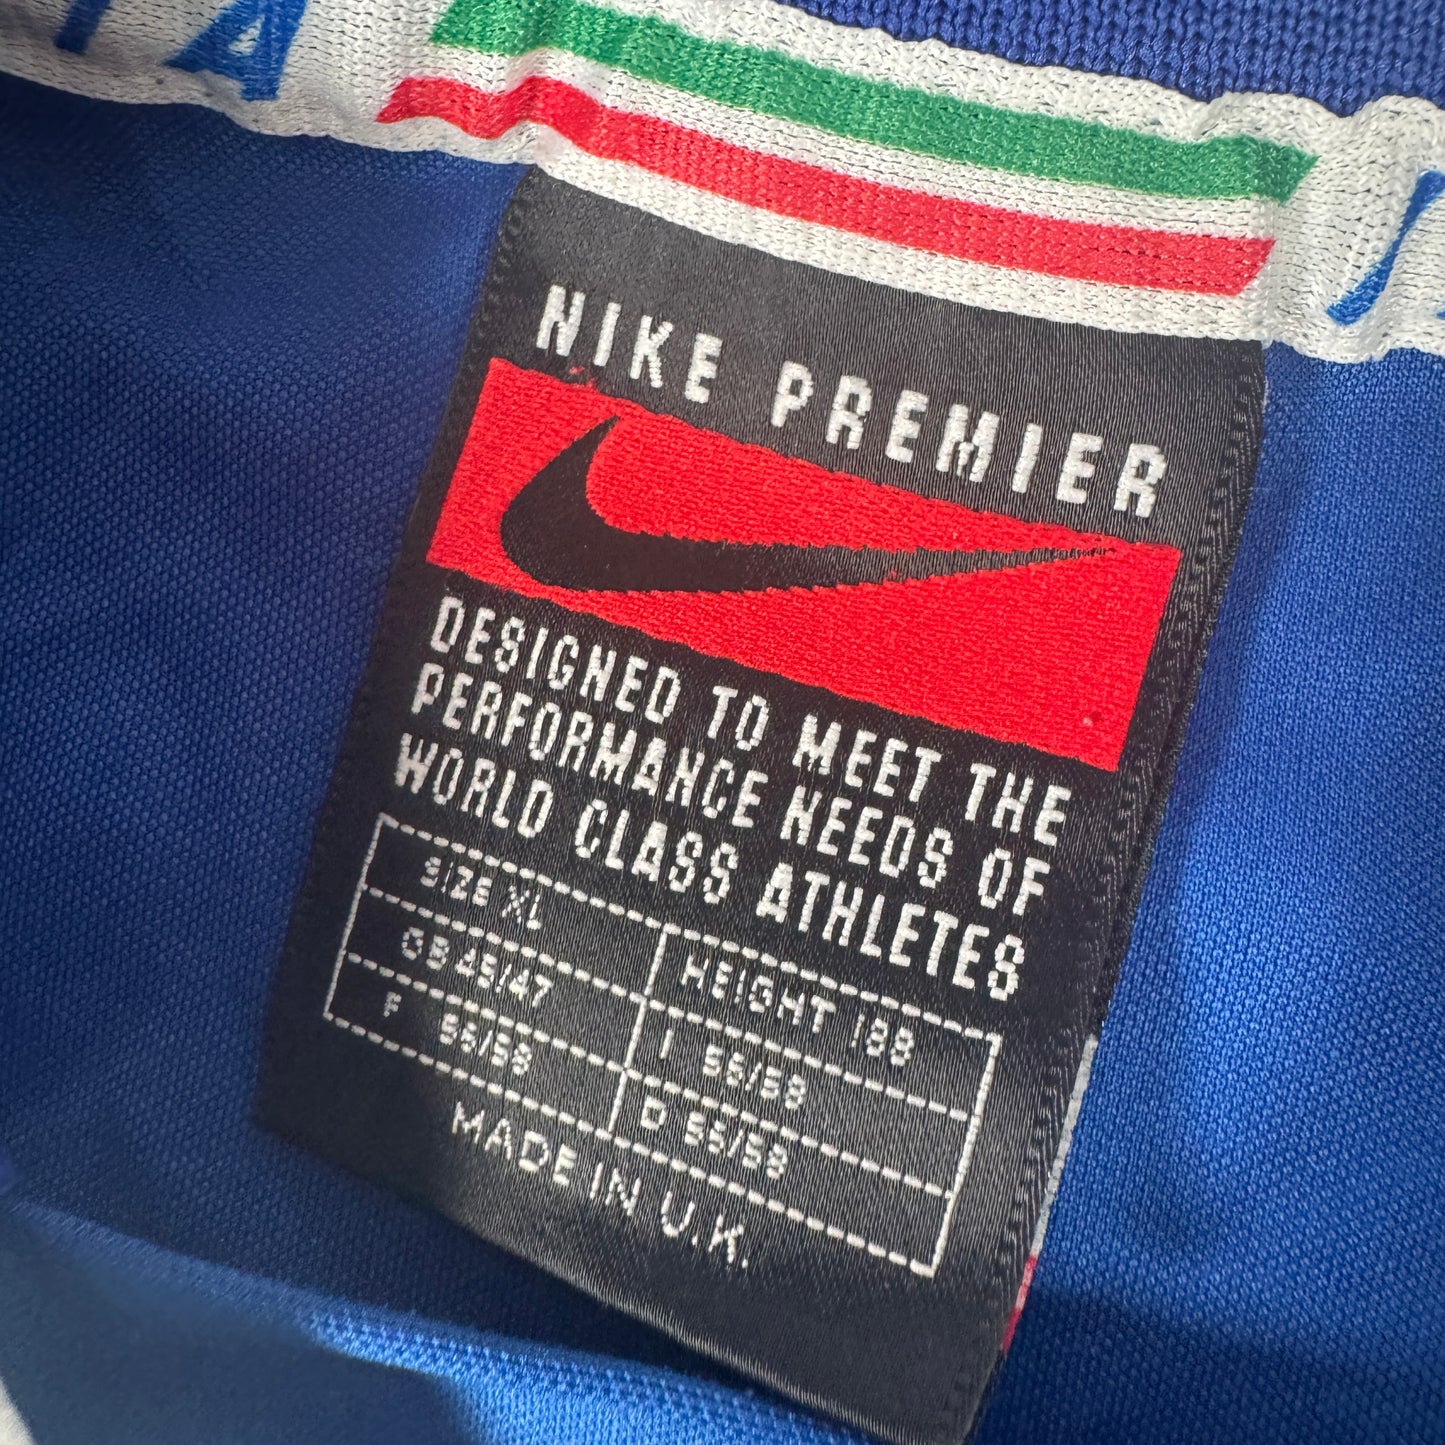 NIKE PREMIER
DESIGNED TO MEET THE
PERFORMANCE NEEDS OF
WORLD CLASS ATHLETES
SIZE XL
HEIGHT 188
GB 45/47
I 56/58
F 56/58
D 56/58
MADE IN U.K.